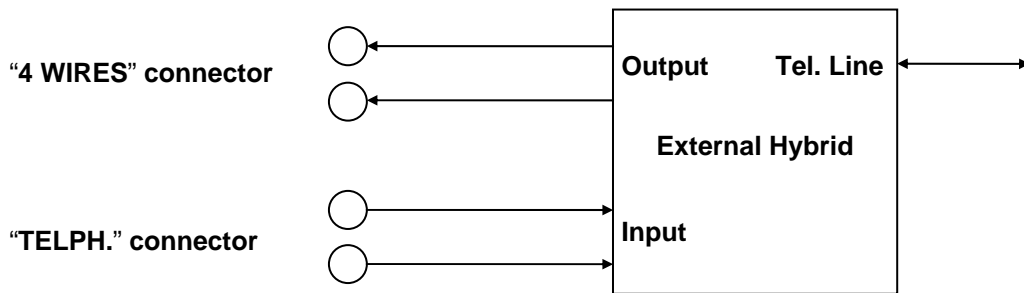 “4 WIRES” connector
Output
Tel. Line
External Hybrid
“TELPH.” connector
Input